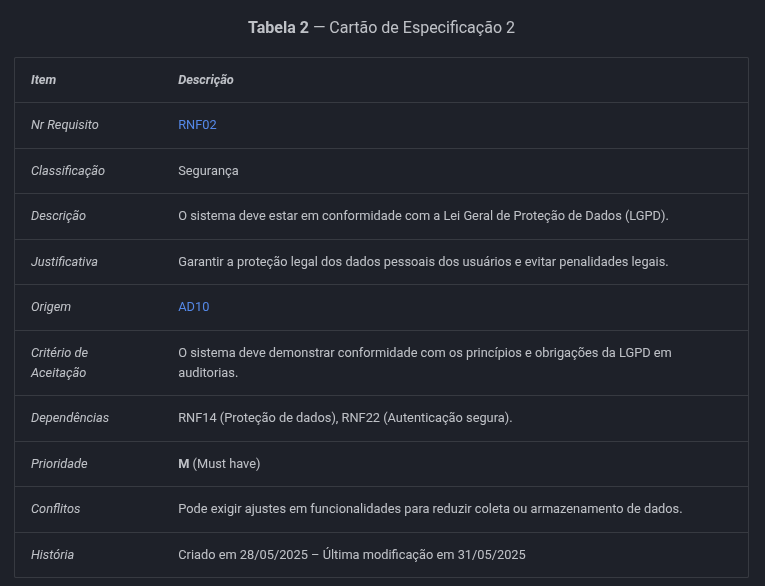 Tabela 2 — Cartão de Especificação 2
Item Descrição
Nr Requisito RNF02
Classificação Segurança
Descrição O sistema deve estar em conformidade com a Lei Geral de Proteção de Dados (LGPD).
Justificativa Garantir a proteção legal dos dados pessoais dos usuários e evitar penalidades legais.
Origem AD10
Critério de O sistema deve demonstrar conformidade com os princípios e obrigações da LGPD em
Aceitação auditorias.
Dependências RNF14 (Proteção de dados), RNF22 (Autenticação segura).
Prioridade M (Must have)
Conflitos Pode exigir ajustes em funcionalidades para reduzir coleta ou armazenamento de dados.
História Criado em 28/05/2025 – Última modificação em 31/05/2025